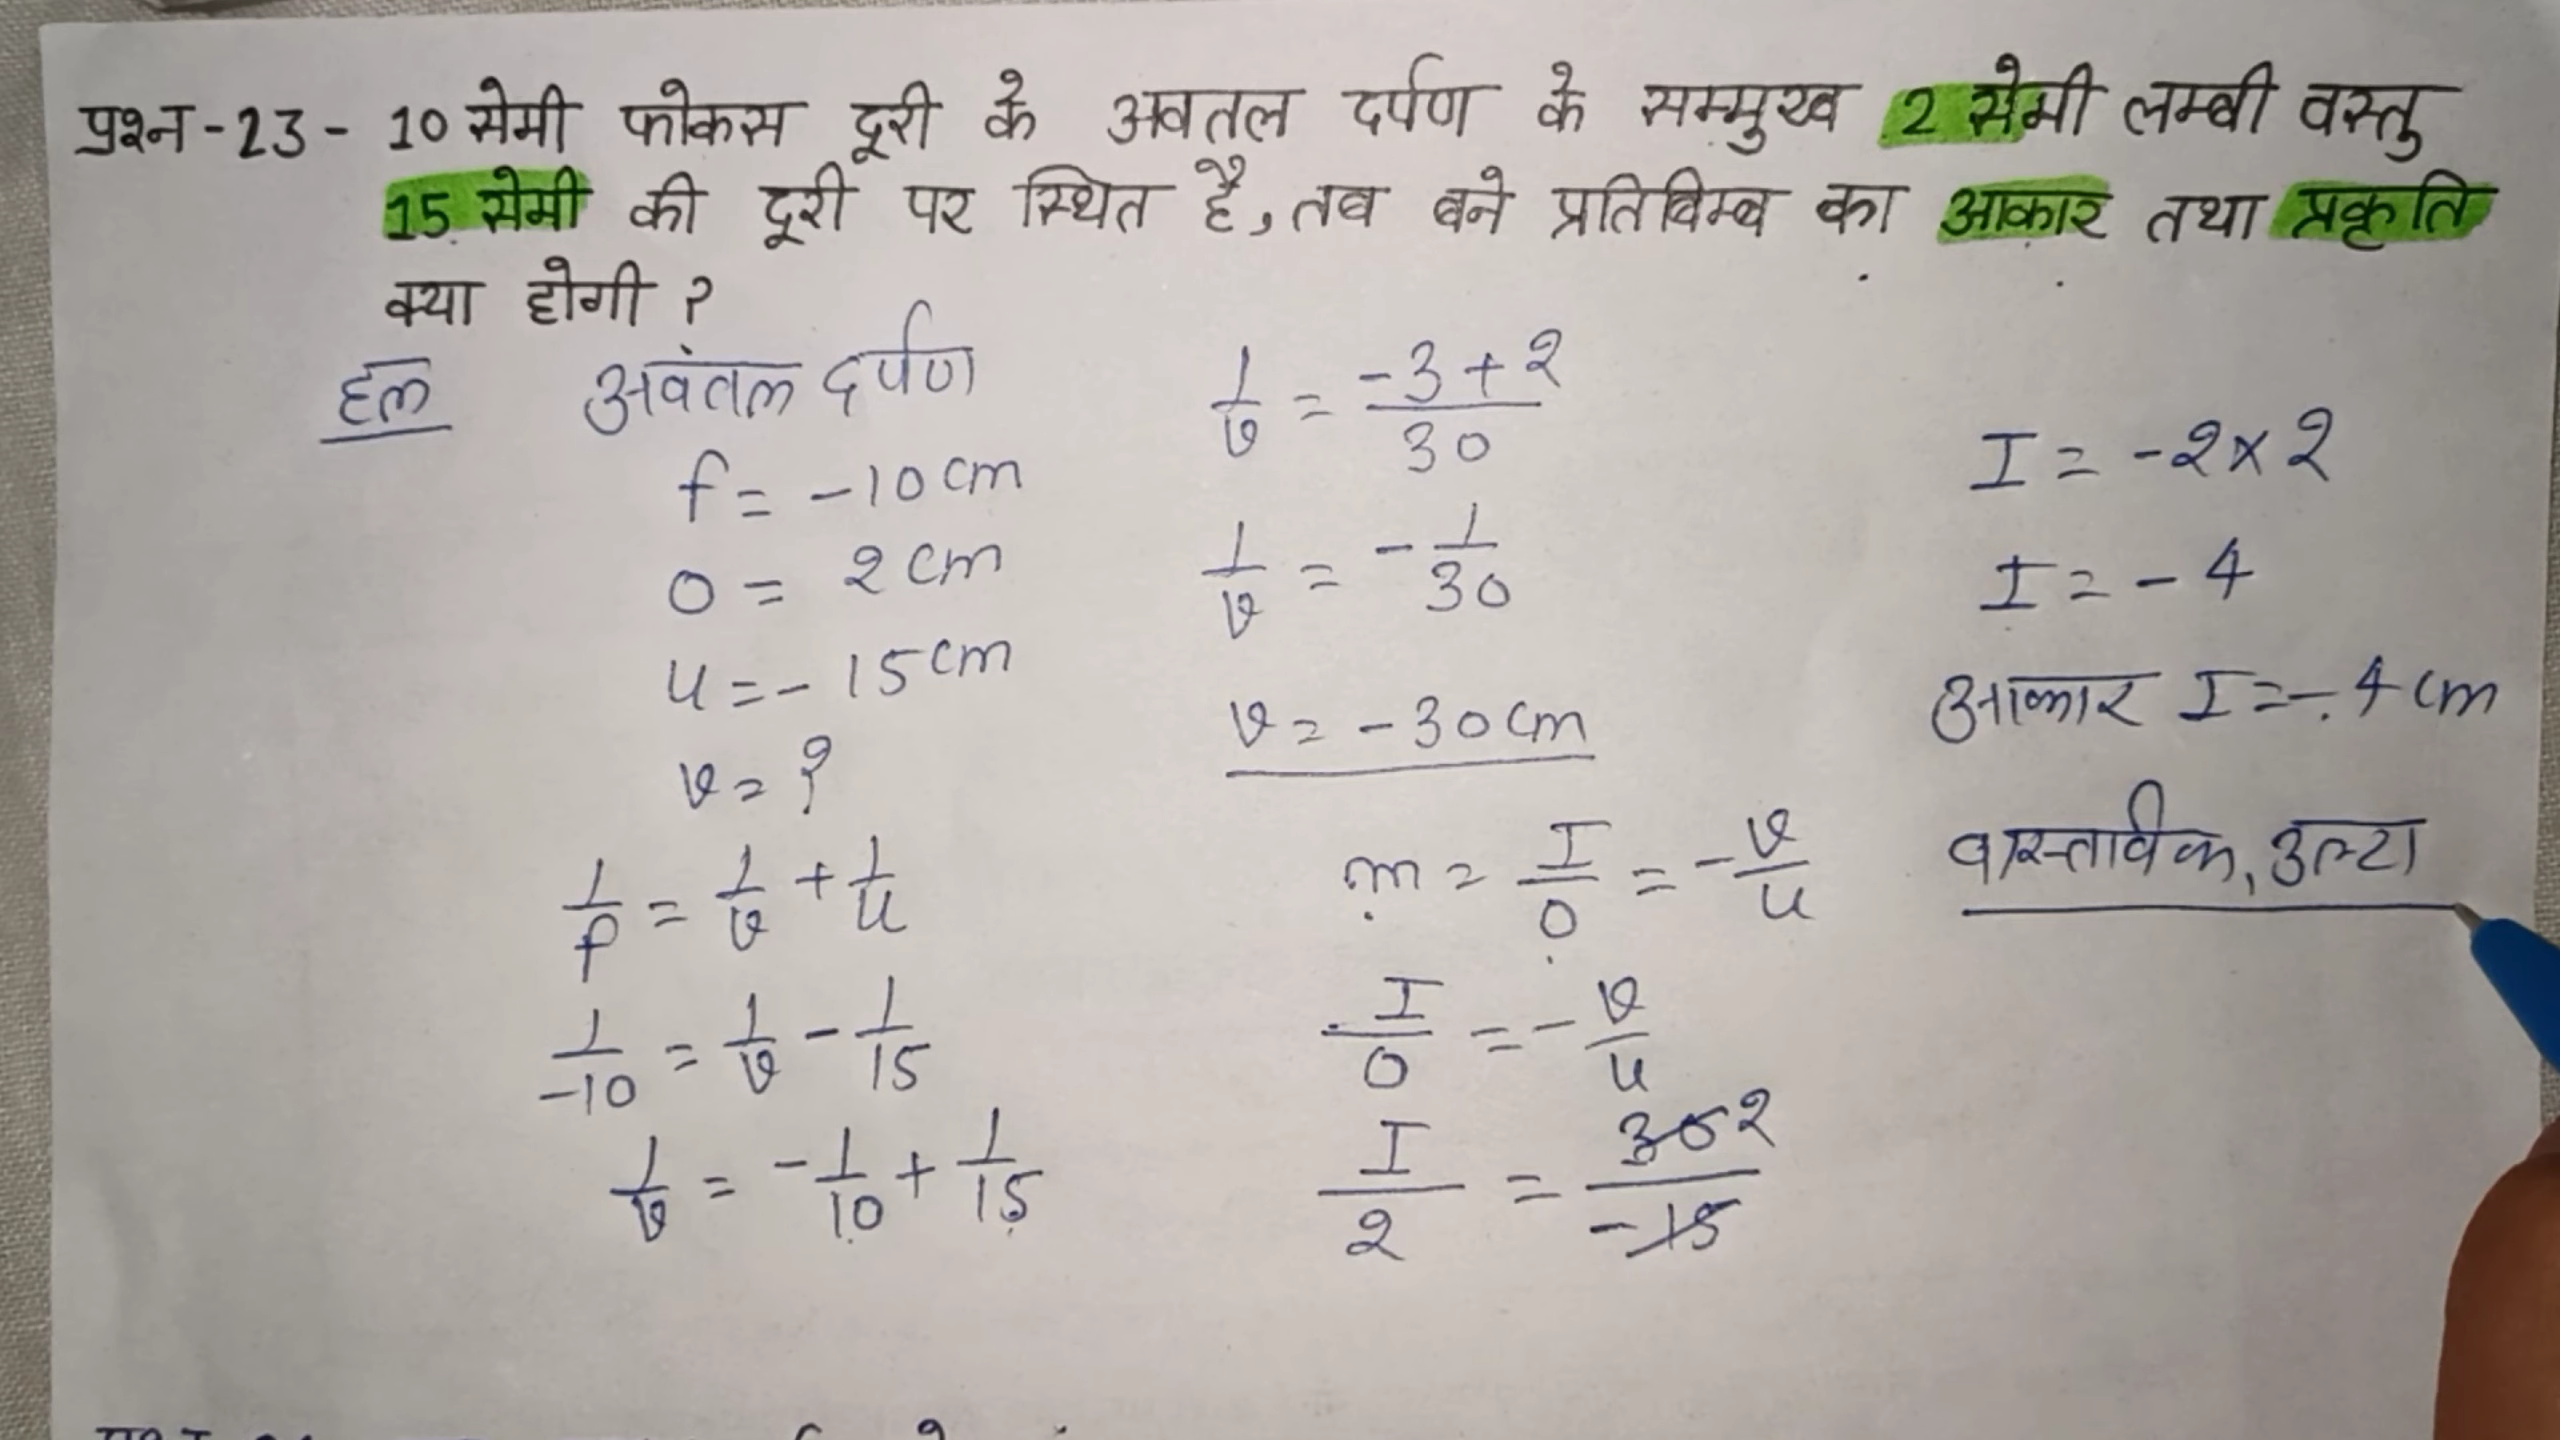 प्रश्न-23- 10 सेमी फोकस दूरी के अवतल दर्पण के सम्मुख 2 सेमी लम्बी वस्तु
15 सेमी की दूरी पर स्थित है, तब बने प्रतिबिम्ब का आकार तथा प्रकृति
क्या होगी ?
हल अवतल दर्पण
f = -10 cm
O = 2 cm
u = - 15 cm
v = ?
1/f = 1/v + 1/u
1/-10 = 1/v - 1/15
1/v = -1/10 + 1/15
1/v = -3+2/30
1/v = -1/30
v = -30 cm
m = I/O = -v/u
I/O = -v/u
I/2 = 30 2/-15
I = -2×2
I = - 4
आकार I = - 4 cm
वास्तविक, उल्टा